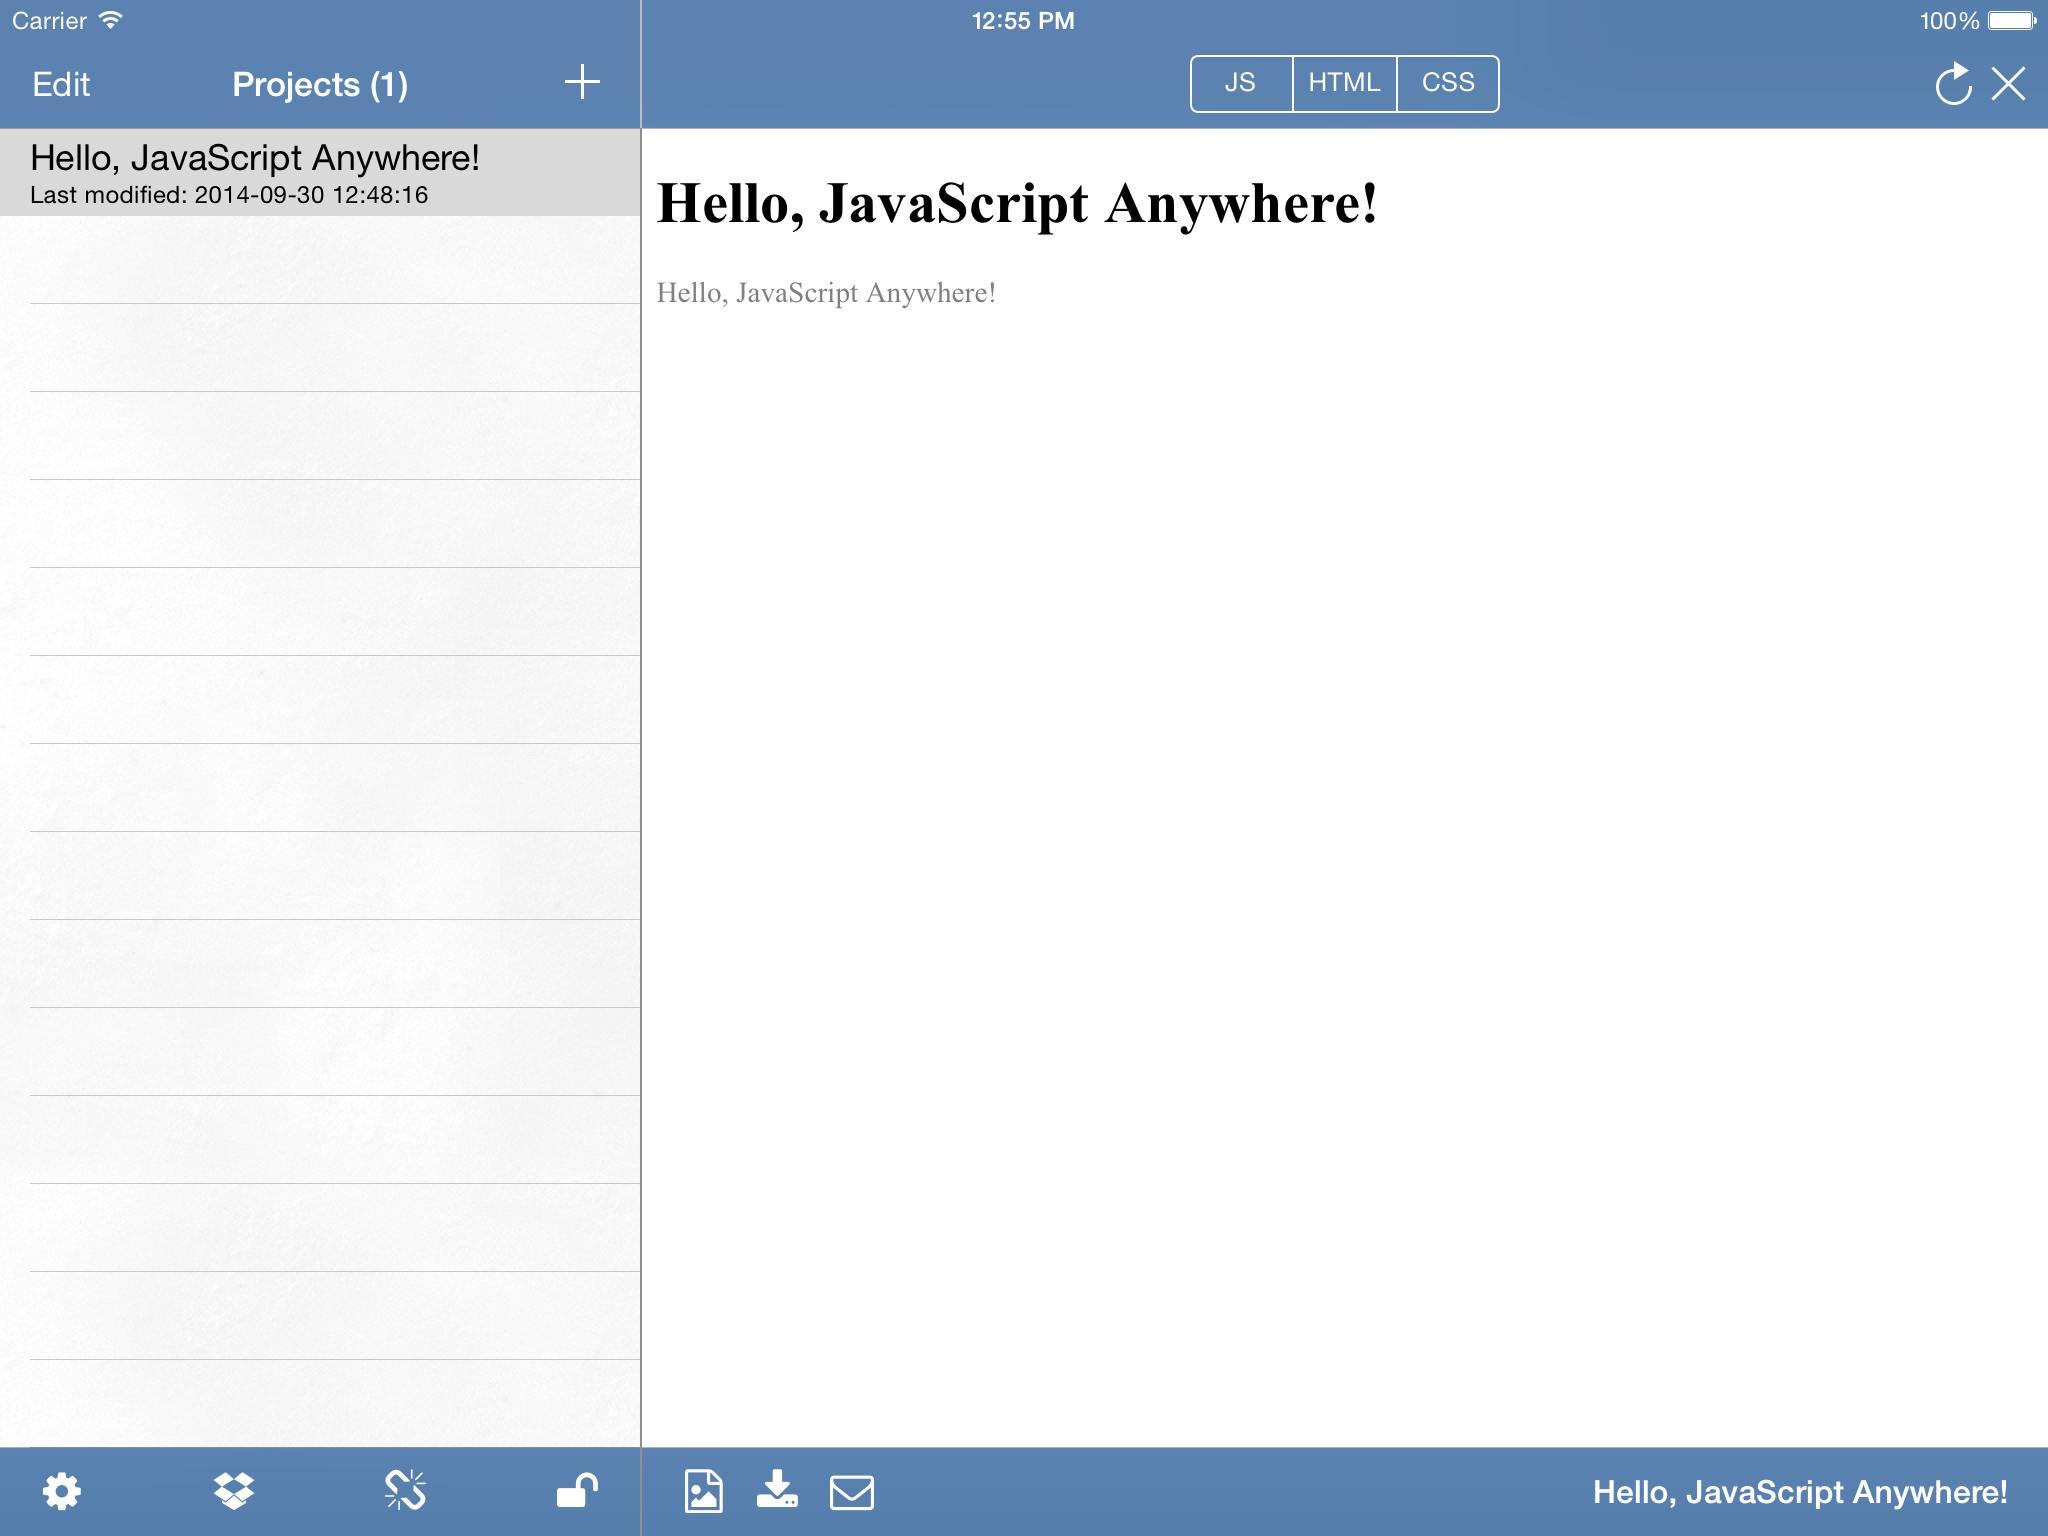 Carrier
12:55 PM
100%
Edit
Projects (1)
JS
HTML
CSS
Hello, JavaScript Anywhere!
Last modified: 2014-09-30 12:48:16
Hello, JavaScript Anywhere!
Hello, JavaScript Anywhere!
Hello, JavaScript Anywhere!